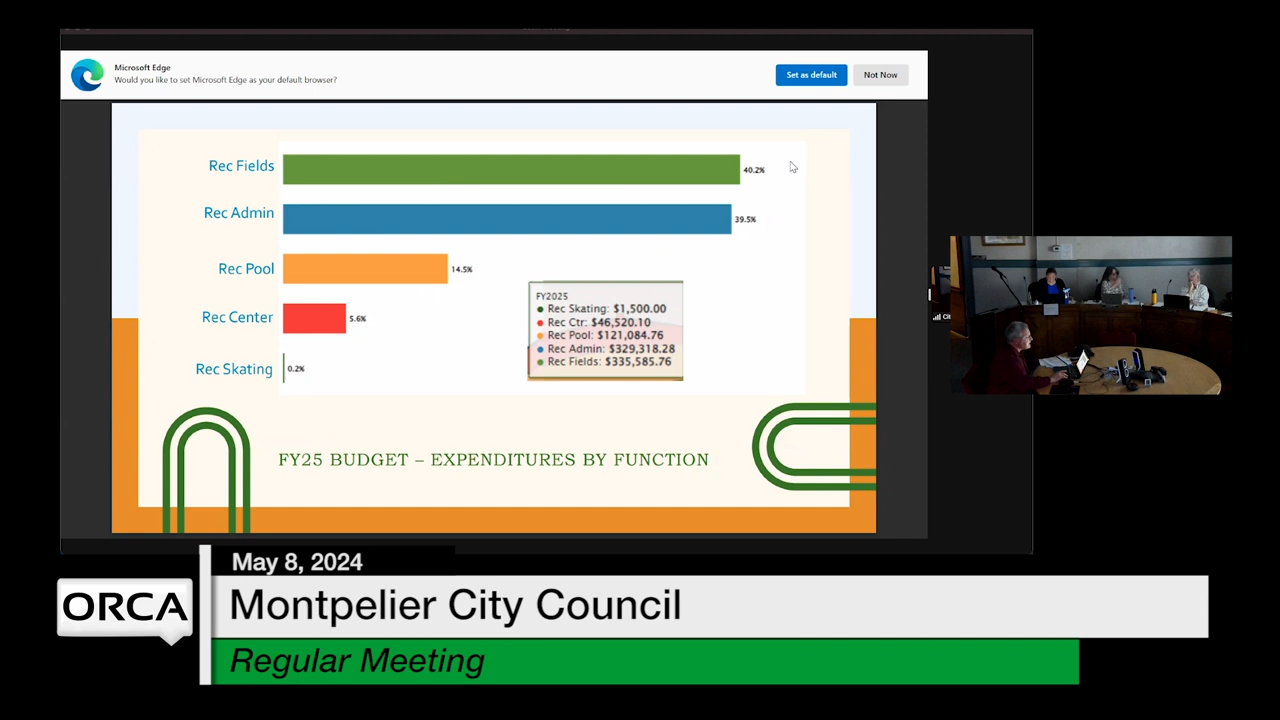 Microsoft Edge
Would you like to set Microsoft Edge as your default browser?
Set as default
Not Now
Rec Fields
40.2%
Rec Admin
39.5%
Rec Pool
14.5%
Rec Center
5.6%
Rec Skating
0.2%
FY2025
Rec Skating: $1,500.00
Rec Ctr: $46,520.10
Rec Pool: $121,084.76
Rec Admin: $329,318.28
Rec Fields: $335,585.76
FY25 BUDGET – EXPENDITURES BY FUNCTION
May 8, 2024
ORCA
Montpelier City Council
Regular Meeting